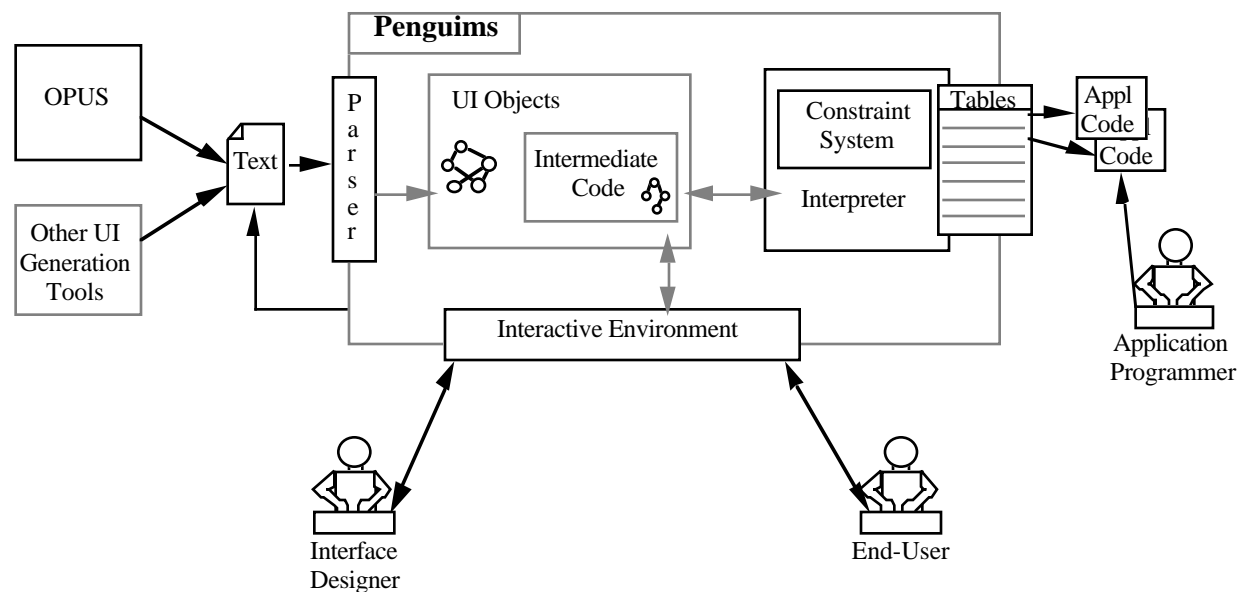 Penguims
OPUS
Other UI
Generation
Tools
Text
P
a
r
s
e
r
UI Objects
Intermediate
Code
Constraint
System
Interpreter
Tables
Appl
Code
Code
Interactive Environment
Application
Programmer
Interface
Designer
End-User